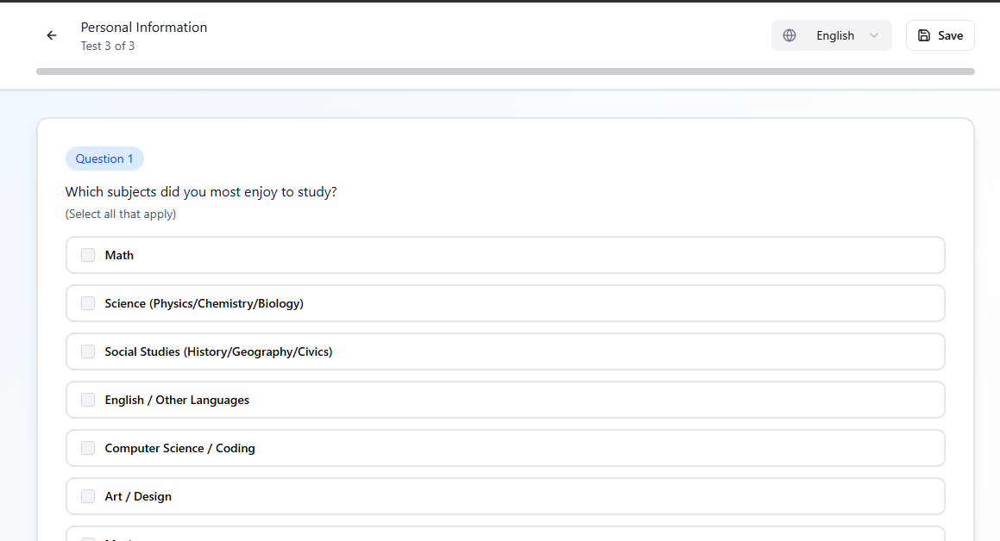 Personal Information
Test 3 of 3
English
Save
Question 1
Which subjects did you most enjoy to study?
(Select all that apply)
Math
Science (Physics/Chemistry/Biology)
Social Studies (History/Geography/Civics)
English / Other Languages
Computer Science / Coding
Art / Design